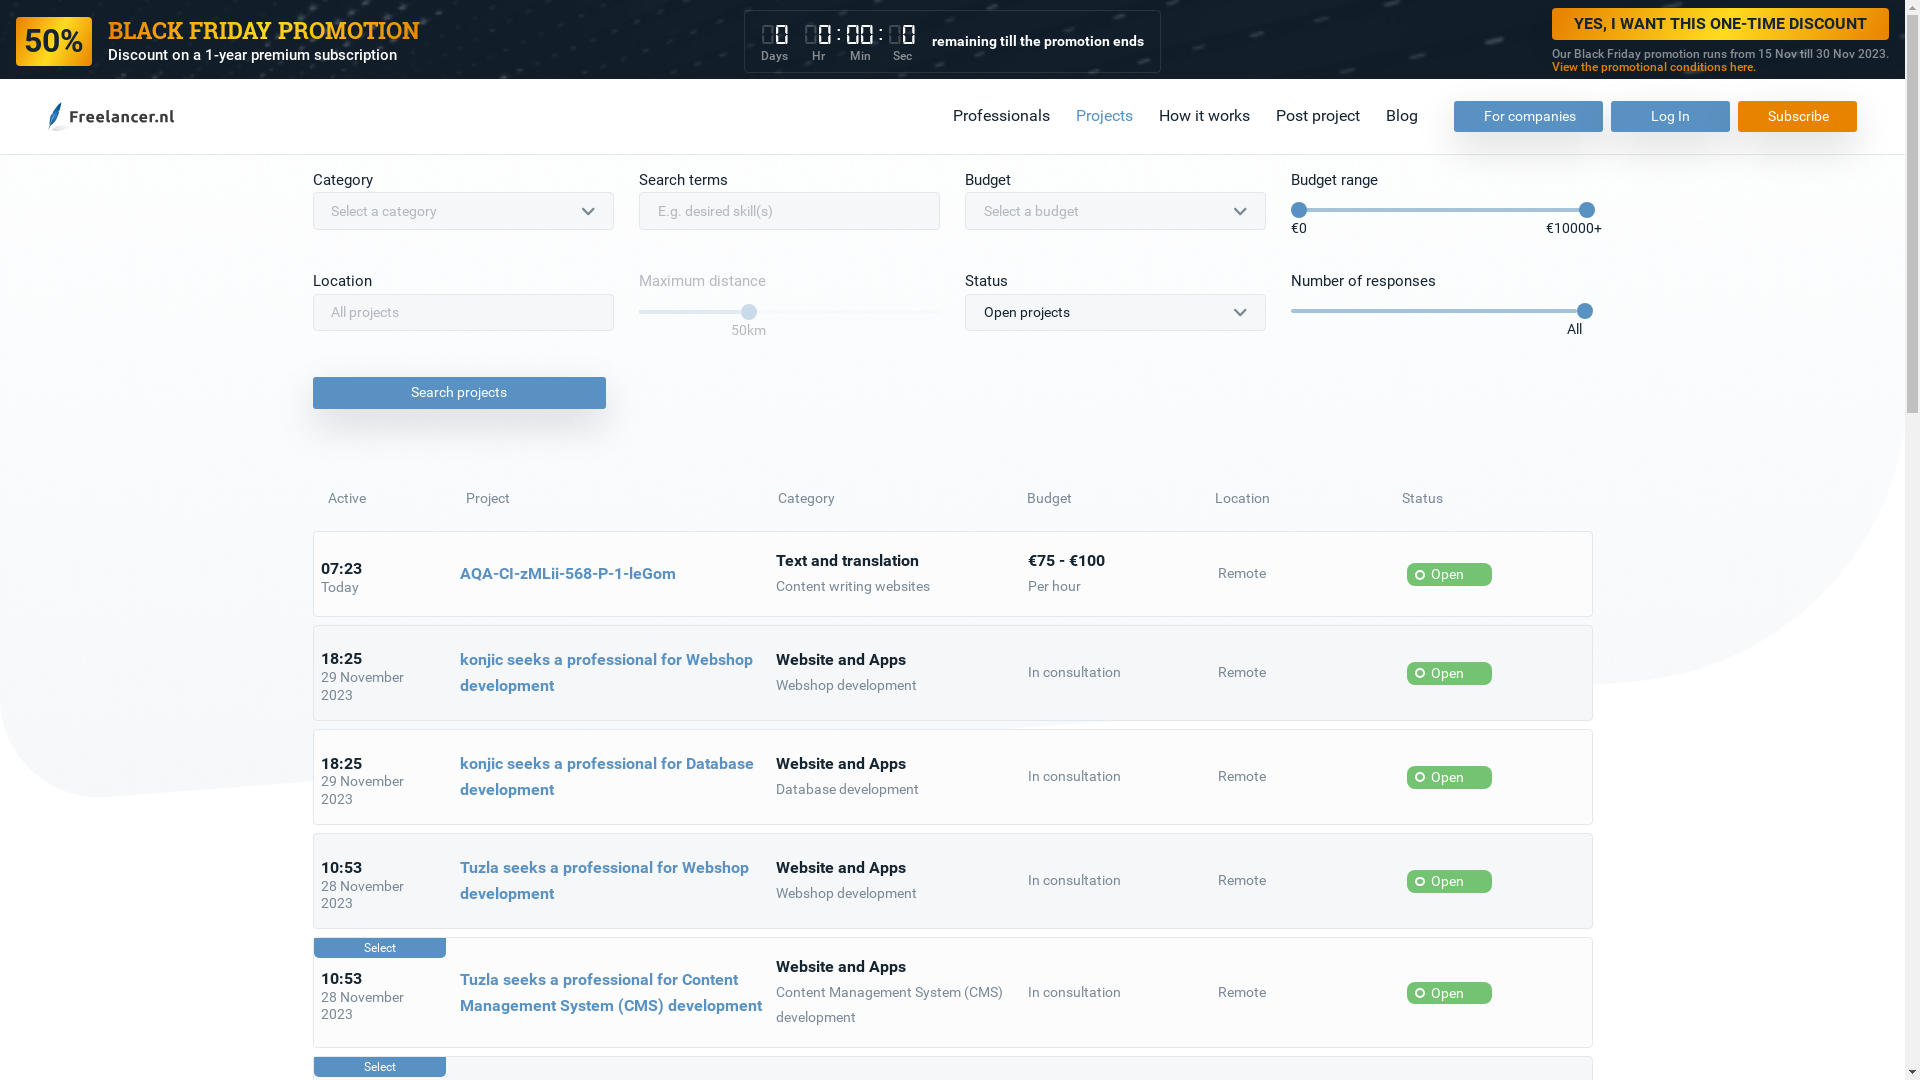 50%
BLACK FRIDAY PROMOTION
Discount on a 1-year premium subscription
0 0 : 00 : 0
Days Hr Min Sec
remaining till the promotion ends
YES, I WANT THIS ONE-TIME DISCOUNT
Our Black Friday promotion runs from 15 Nov till 30 Nov 2023.
View the promotional conditions here.
Freelancer.nl
Professionals Projects How it works Post project Blog For companies Log In Subscribe
Category Search terms Budget Budget range
Select a category E.g. desired skill(s) Select a budget
€0 €10000+
Location Maximum distance Status Number of responses
All projects Open projects
50km All
Search projects
Active Project Category Budget Location Status
07:23
Today
AQA-CI-zMLii-568-P-1-leGom
Text and translation
Content writing websites
€75 - €100
Per hour
Remote
Open
18:25
29 November
2023
konjic seeks a professional for Webshop
development
Website and Apps
Webshop development
In consultation
Remote
Open
18:25
29 November
2023
konjic seeks a professional for Database
development
Website and Apps
Database development
In consultation
Remote
Open
10:53
28 November
2023
Tuzla seeks a professional for Webshop
development
Website and Apps
Webshop development
In consultation
Remote
Open
Select
10:53
28 November
2023
Tuzla seeks a professional for Content
Management System (CMS) development
Website and Apps
Content Management System (CMS)
development
In consultation
Remote
Open
Select